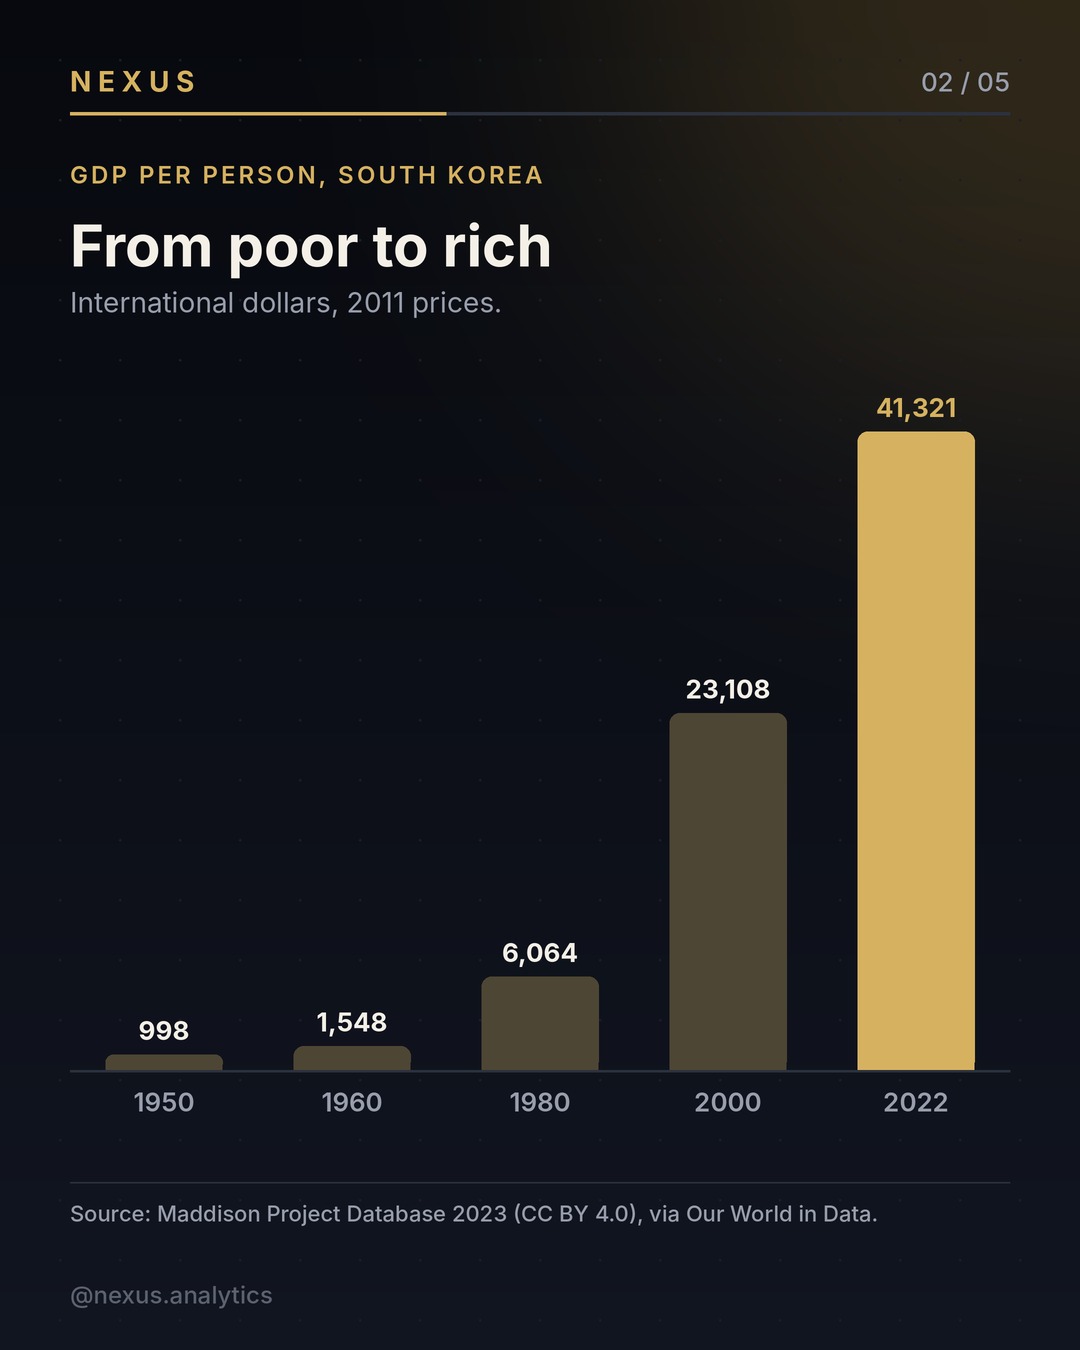 NEXUS
02 / 05
GDP PER PERSON, SOUTH KOREA
From poor to rich
International dollars, 2011 prices.
41,321
23,108
6,064
1,548
998
1950 1960 1980 2000 2022
Source: Maddison Project Database 2023 (CC BY 4.0), via Our World in Data.
@nexus.analytics